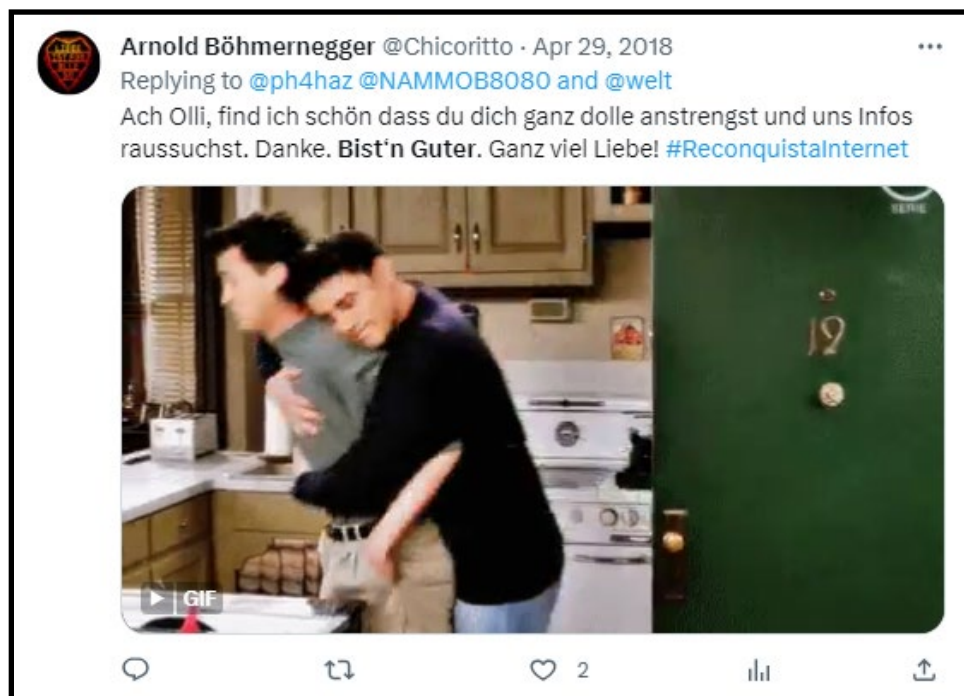 Arnold Böhmernegger @Chicoritto · Apr 29, 2018
Replying to @ph4haz @NAMMOB8080 and @welt
Ach Olli, find ich schön dass du dich ganz dolle anstrengst und uns Infos
raussuchst. Danke. Bist‘n Guter. Ganz viel Liebe! #ReconquistaInternet
SERIE
19
GIF
2